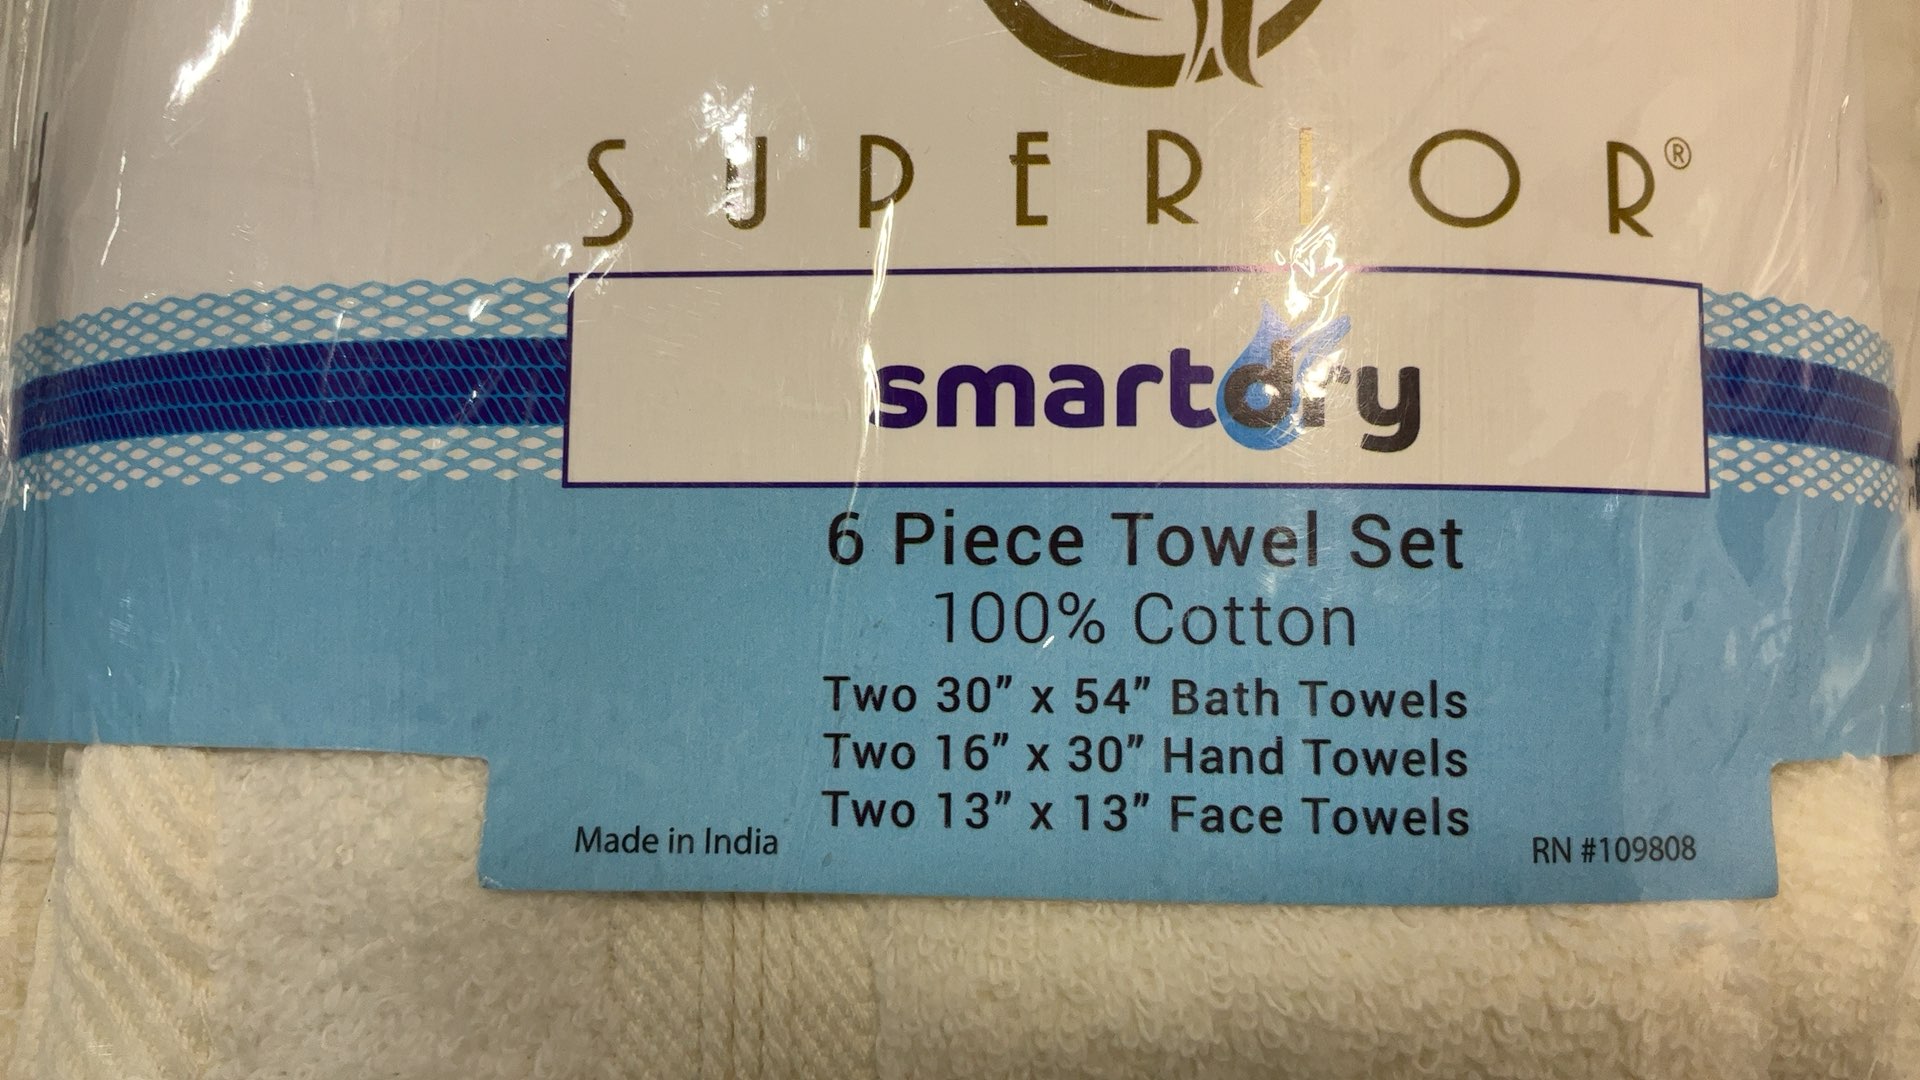 SUPERIOR®
smartdry
6 Piece Towel Set
100% Cotton
Two 30” x 54” Bath Towels
Two 16” x 30” Hand Towels
Two 13” x 13” Face Towels
Made in India
RN #109808